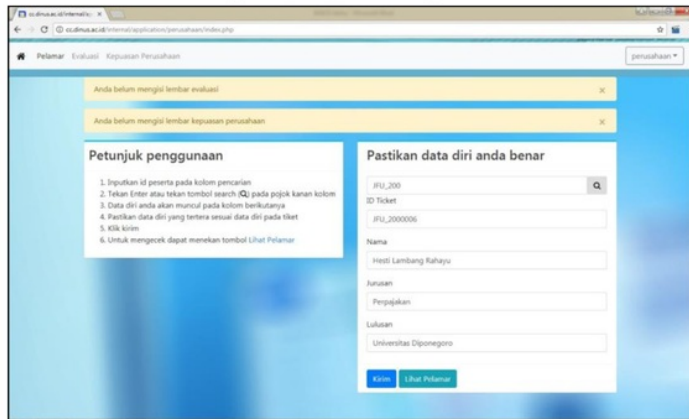 cc.dinus.ac.id/internal/application/perusahaan/index.php
Pelamar Evaluasi Kepuasan Perusahaan
perusahaan
Anda belum mengisi lembar evaluasi ×
Anda belum mengisi lembar kepuasan perusahaan ×
Petunjuk penggunaan
1. Inputkan id peserta pada kolom pencarian
2. Tekan Enter atau tekan tombol search ( ) pada pojok kanan kolom
3. Data diri anda akan muncul pada kolom berikutanya
4. Pastikan data diri yang tertera sesuai data diri pada tiket
5. Klik kirim
6. Untuk mengecek dapat menekan tombol Lihat Pelamar
Pastikan data diri anda benar
JFU_200
ID Ticket
JFU_2000006
Nama
Hesti Lambang Rahayu
Jurusan
Perpajakan
Lulusan
Universitas Diponegoro
Kirim Lihat Pelamar